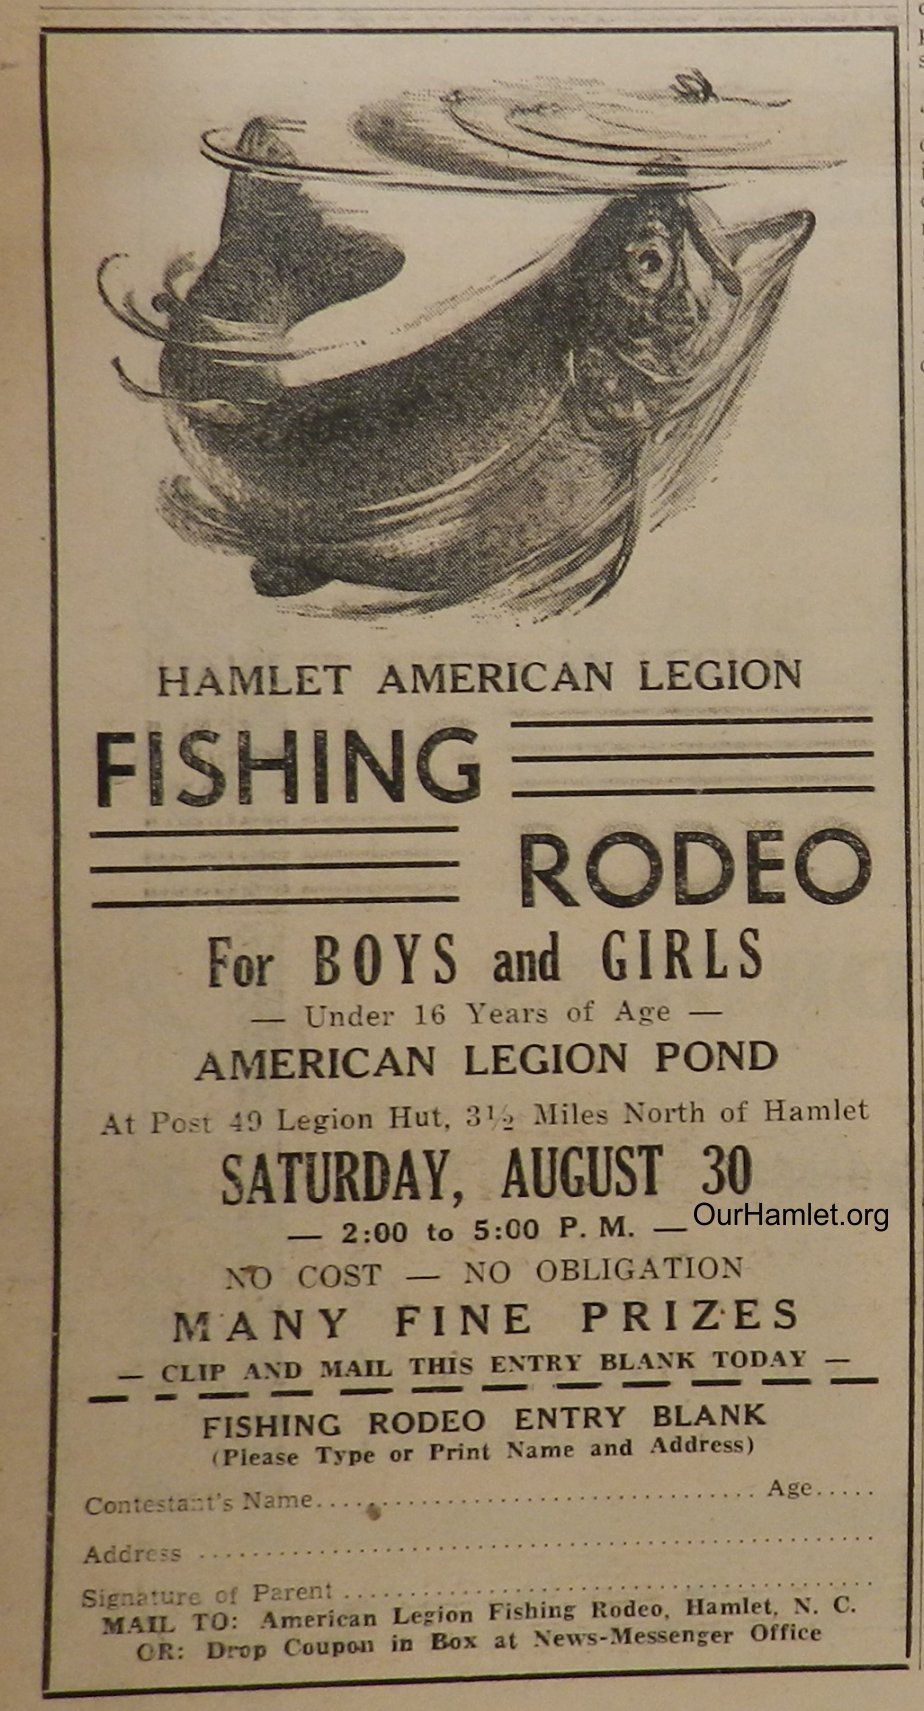 HAMLET AMERICAN LEGION
FISHING
RODEO
For BOYS and GIRLS
— Under 16 Years of Age —
AMERICAN LEGION POND
At Post 49 Legion Hut, 3½ Miles North of Hamlet
SATURDAY, AUGUST 30
— 2:00 to 5:00 P. M. —
OurHamlet.org
NO COST — NO OBLIGATION
MANY FINE PRIZES
— CLIP AND MAIL THIS ENTRY BLANK TODAY —
FISHING RODEO ENTRY BLANK
(Please Type or Print Name and Address)
Contestant's Name.................................. Age.....
Address ..................................................
Signature of Parent ........................................
MAIL TO: American Legion Fishing Rodeo, Hamlet, N. C.
OR: Drop Coupon in Box at News-Messenger Office